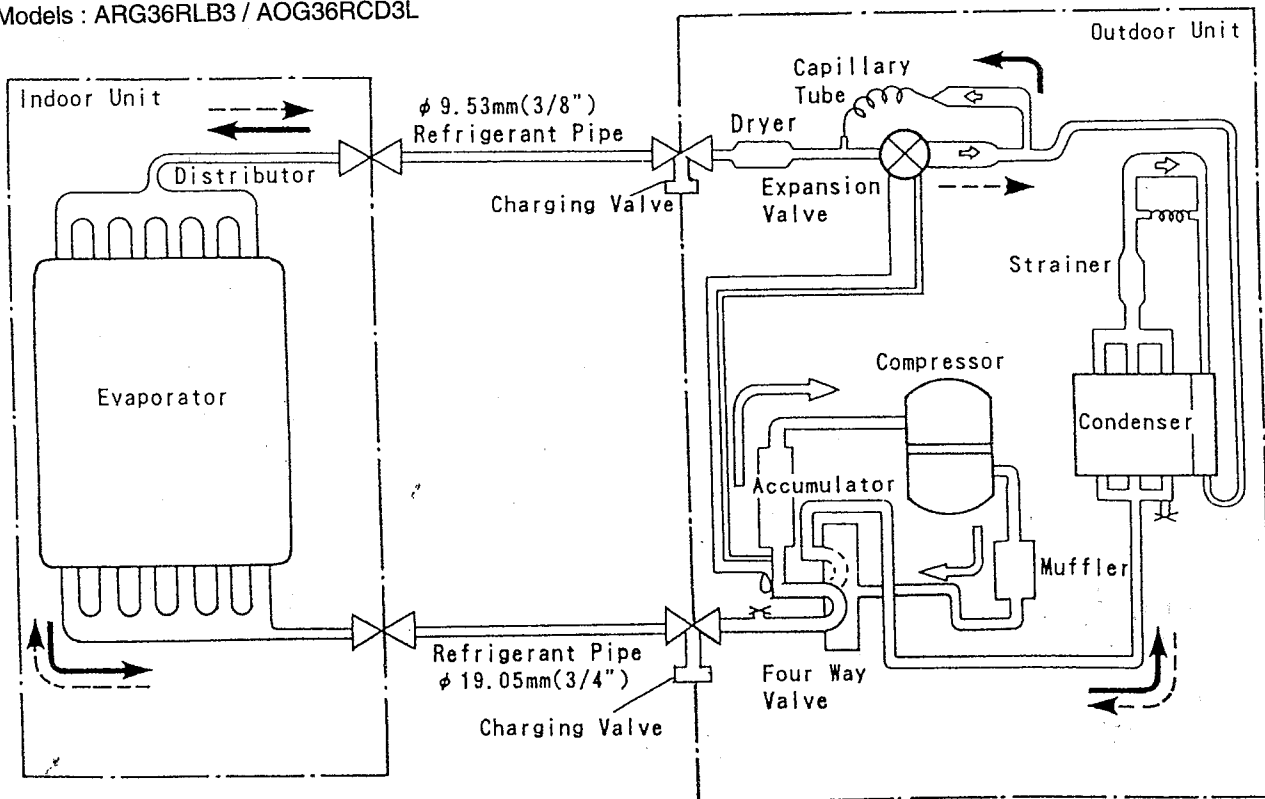 Models : ARG36RLB3 / AOG36RCD3L
Outdoor Unit
Indoor Unit
Capillary
Tube
φ 9.53mm(3/8")
Refrigerant Pipe
Dryer
Distributor
Charging Valve
Expansion
Valve
Strainer
Compressor
Evaporator
Condenser
Accumulator
Muffler
Refrigerant Pipe
φ 19.05mm(3/4")
Four Way
Valve
Charging Valve